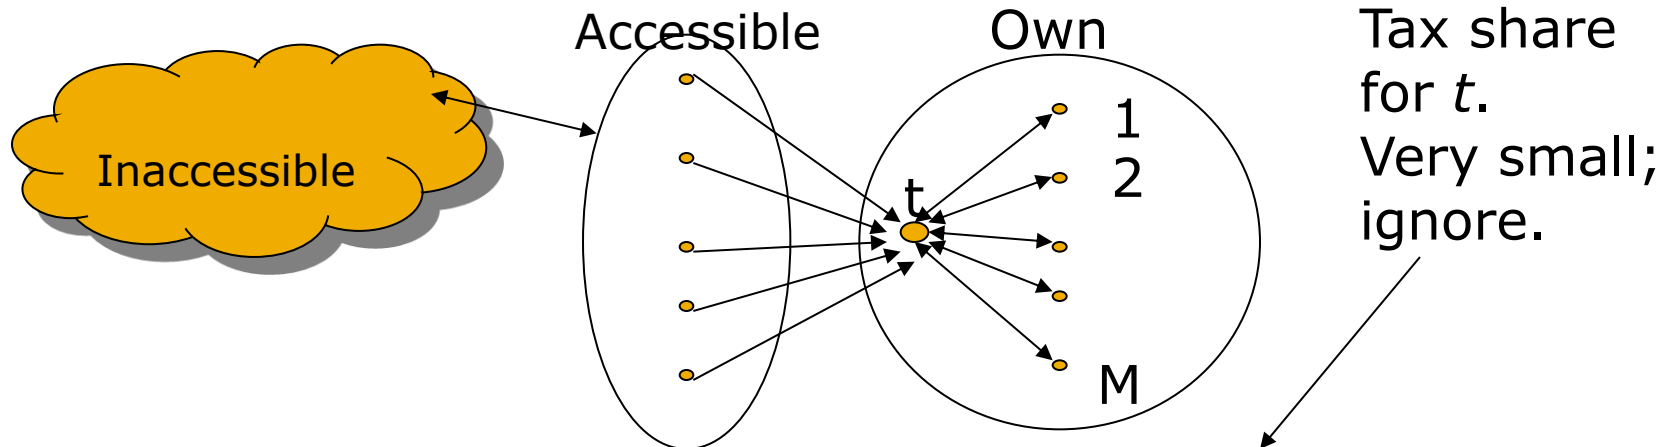 Accessible
Own
Tax share
for t.
Very small;
ignore.
Inaccessible
t
1
2
M